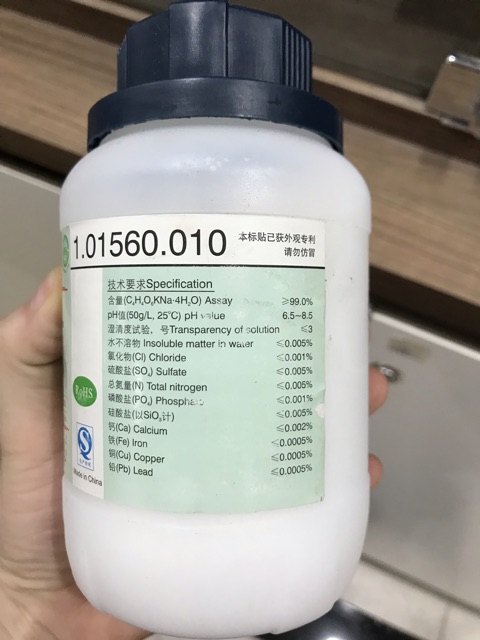 1.01560.010
本标贴已获外观专利
请勿仿冒
技术要求Specification
含量(C₄H₄O₆KNa·4H₂O) Assay ≥99.0%
pH值(50g/L, 25℃) pH value 6.5~8.5
澄清度试验，号Transparency of solution ≤3
水不溶物 Insoluble matter in water ≤0.005%
氯化物(Cl) Chloride ≤0.001%
硫酸盐(SO₄) Sulfate ≤0.005%
总氮量(N) Total nitrogen ≤0.005%
磷酸盐(PO₄) Phosphate ≤0.001%
硅酸盐(以SiO₃计) ≤0.005%
钙(Ca) Calcium ≤0.002%
铁(Fe) Iron ≤0.0005%
铜(Cu) Copper ≤0.0005%
铅(Pb) Lead ≤0.0005%
RoHS
Made in China